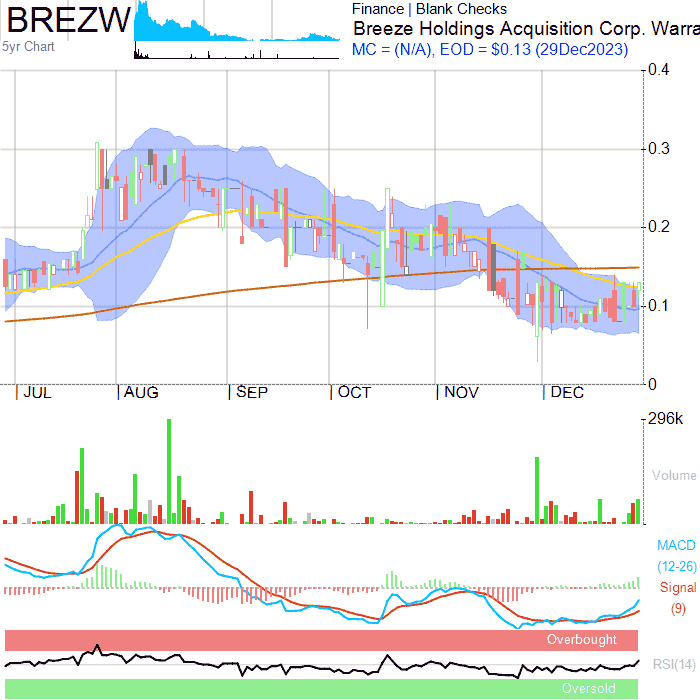 BREZW
5yr Chart
Finance | Blank Checks
Breeze Holdings Acquisition Corp. Warra
MC = (N/A), EOD = $0.13 (29Dec2023)
0.4
0.3
0.2
0.1
0
JUL AUG SEP OCT NOV DEC
296k
Volume
MACD
(12-26)
Signal
(9)
Overbought
RSI(14)
Oversold